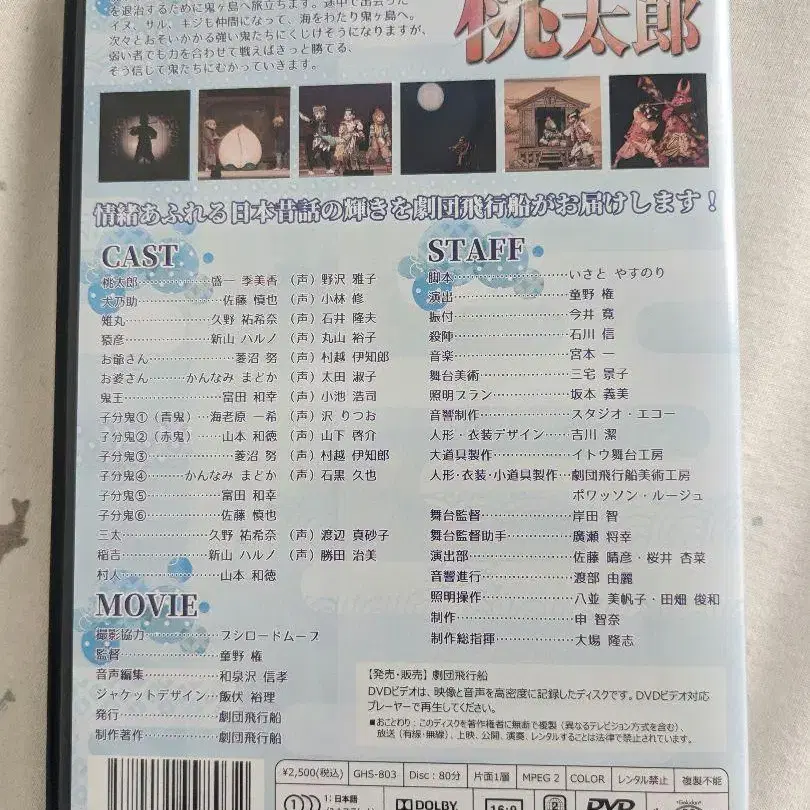 を退治するために鬼ヶ島へ旅立ちます。途中で出会った
イヌ、サル、キジも仲間になって、海をわたり鬼ヶ島へ。
次々とおそいかかる強い鬼たちにくじけそうになりますが、
弱い者でも力を合わせて戦えばきっと勝てる、
そう信じて鬼たちにむかっていきます。
桃太郎
情緒あふれる日本昔話の輝きを劇団飛行船がお届けします!
CAST
桃太郎…………盛一 季美香 (声) 野沢 雅子
犬乃助…………佐藤 慎也 (声) 小林 修
雉丸…………久野 祐希奈 (声) 石井 隆夫
猿彦…………新山 ハルノ (声) 丸山 裕子
お爺さん…………菱沼 努 (声) 村越 伊知郎
お婆さん………かんなみ まどか (声) 太田 淑子
鬼王…………富田 和幸 (声) 小池 浩司
子分鬼①(青鬼)…海老原 一希 (声) 沢 りつお
子分鬼②(赤鬼)……山本 和徳 (声) 山下 啓介
子分鬼③…………菱沼 努 (声) 村越 伊知郎
子分鬼④………かんなみ まどか (声) 石黒 久也
子分鬼⑤…………富田 和幸
子分鬼⑥…………佐藤 慎也
三太…………久野 祐希奈 (声) 渡辺 真砂子
稲吉…………新山 ハルノ (声) 勝田 治美
村人…………山本 和徳
MOVIE
撮影協力…………ブシロードムーブ
監督…………童野 権
音声編集…………和泉沢 信孝
ジャケットデザイン…飯伏 裕理
発行…………劇団飛行船
制作著作…………劇団飛行船
STAFF
脚本…………いさと やすのり
演出…………童野 権
振付…………今井 寛
殺陣…………石川 信
音楽…………宮本 一
舞台美術…………三宅 景子
照明プラン…………坂本 義美
音響制作…………スタジオ・エコー
人形・衣装デザイン……吉川 潔
大道具製作…………イトウ舞台工房
人形・衣装・小道具製作…劇団飛行船美術工房
ポワッソン・ルージュ
舞台監督…………岸田 智
舞台監督助手…………廣瀬 将幸
演出部…………佐藤 晴彦・桜井 杏菜
音響進行…………渡部 由麗
照明操作…………八並 美帆子・田畑 俊和
制作…………申 智奈
制作総指揮…………大場 隆志
【発売・販売】劇団飛行船
DVDビデオは、映像と音声を高密度に記録したディスクです。DVDビデオ対応
プレーヤーで再生してください。
■おことわり:このディスクを著作権者に無断で複製(異なるテレビジョン方式を含む)、
放送(有線・無線)、上映、公開、演奏、レンタルすることは法律で禁止されています。
¥2,500(税込) GHS-803 Disc:80分 片面1層 MPEG 2 COLOR レンタル禁止 複製不能
1:日本語 DOLBY 16:9 2 DVD